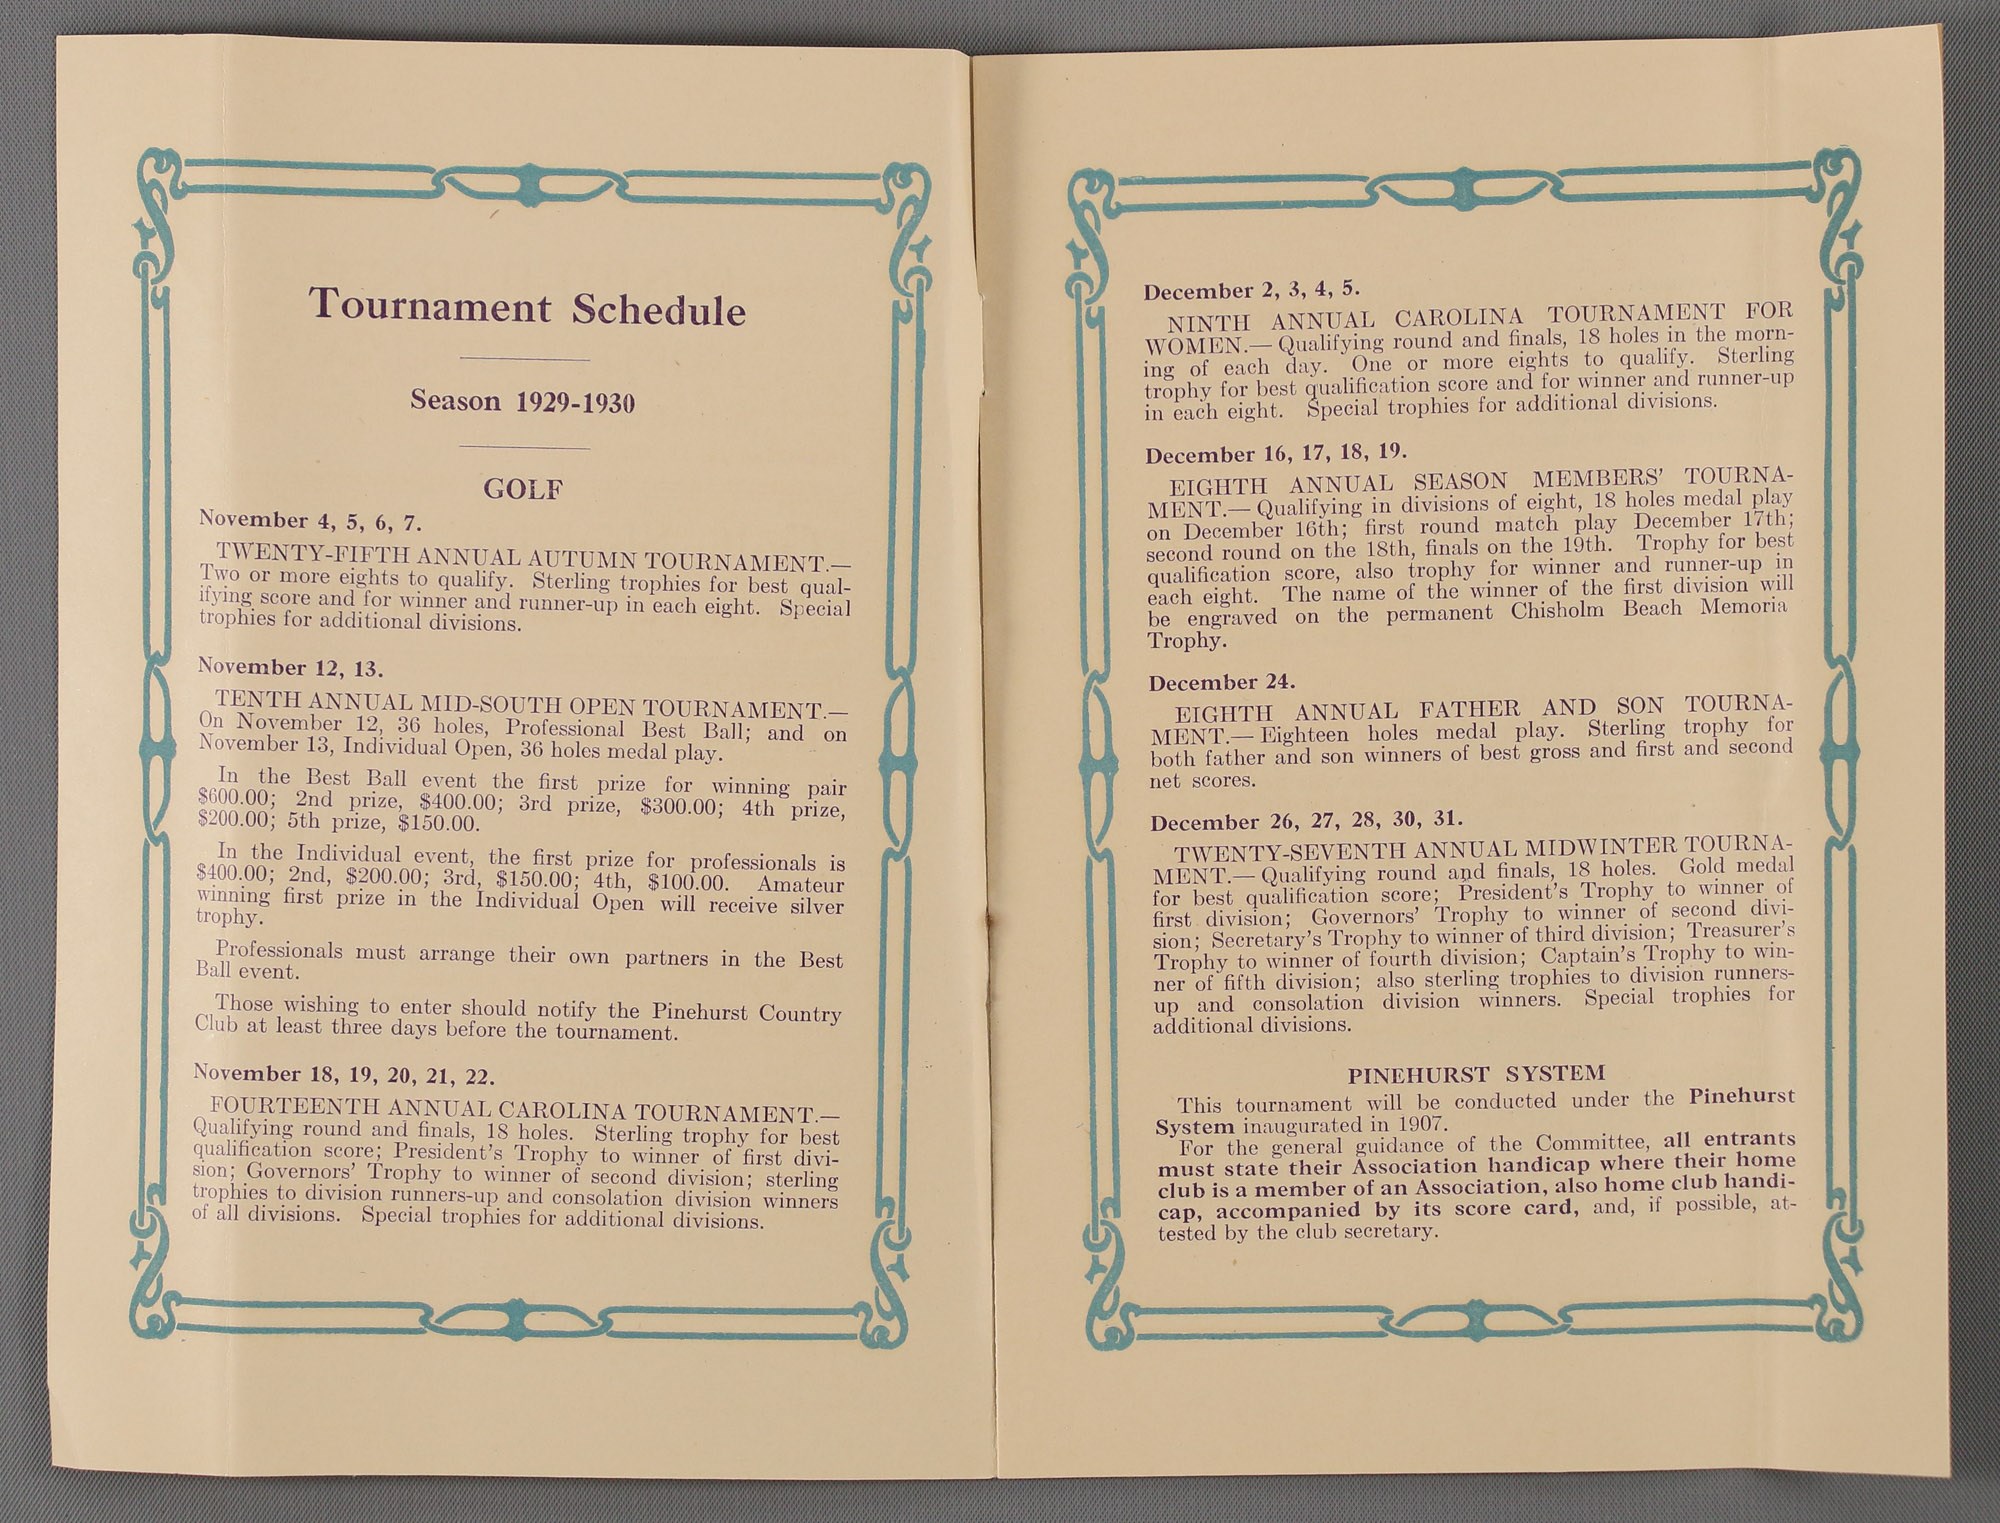 Tournament Schedule
Season 1929-1930
GOLF
November 4, 5, 6, 7.
TWENTY-FIFTH ANNUAL AUTUMN TOURNAMENT.—
Two or more eights to qualify. Sterling trophies for best qual-
ifying score and for winner and runner-up in each eight. Special
trophies for additional divisions.
November 12, 13.
TENTH ANNUAL MID-SOUTH OPEN TOURNAMENT.—
On November 12, 36 holes, Professional Best Ball; and on
November 13, Individual Open, 36 holes medal play.
In the Best Ball event the first prize for winning pair
$600.00; 2nd prize, $400.00; 3rd prize, $300.00; 4th prize,
$200.00; 5th prize, $150.00.
In the Individual event, the first prize for professionals is
$400.00; 2nd, $200.00; 3rd, $150.00; 4th, $100.00. Amateur
winning first prize in the Individual Open will receive silver
trophy.
Professionals must arrange their own partners in the Best
Ball event.
Those wishing to enter should notify the Pinehurst Country
Club at least three days before the tournament.
November 18, 19, 20, 21, 22.
FOURTEENTH ANNUAL CAROLINA TOURNAMENT.—
Qualifying round and finals, 18 holes. Sterling trophy for best
qualification score; President's Trophy to winner of first divi-
sion; Governors' Trophy to winner of second division; sterling
trophies to division runners-up and consolation division winners
of all divisions. Special trophies for additional divisions.
December 2, 3, 4, 5.
NINTH ANNUAL CAROLINA TOURNAMENT FOR
WOMEN.— Qualifying round and finals, 18 holes in the morn-
ing of each day. One or more eights to qualify. Sterling
trophy for best qualification score and for winner and runner-up
in each eight. Special trophies for additional divisions.
December 16, 17, 18, 19.
EIGHTH ANNUAL SEASON MEMBERS' TOURNA-
MENT.— Qualifying in divisions of eight, 18 holes medal play
on December 16th; first round match play December 17th;
second round on the 18th, finals on the 19th. Trophy for best
qualification score, also trophy for winner and runner-up in
each eight. The name of the winner of the first division will
be engraved on the permanent Chisholm Beach Memoria
Trophy.
December 24.
EIGHTH ANNUAL FATHER AND SON TOURNA-
MENT.— Eighteen holes medal play. Sterling trophy for
both father and son winners of best gross and first and second
net scores.
December 26, 27, 28, 30, 31.
TWENTY-SEVENTH ANNUAL MIDWINTER TOURNA-
MENT.— Qualifying round and finals, 18 holes. Gold medal
for best qualification score; President's Trophy to winner of
first division; Governors' Trophy to winner of second divi-
sion; Secretary's Trophy to winner of third division; Treasurer's
Trophy to winner of fourth division; Captain's Trophy to win-
ner of fifth division; also sterling trophies to division runners-
up and consolation division winners. Special trophies for
additional divisions.
PINEHURST SYSTEM
This tournament will be conducted under the Pinehurst
System inaugurated in 1907.
For the general guidance of the Committee, all entrants
must state their Association handicap where their home
club is a member of an Association, also home club handi-
cap, accompanied by its score card, and, if possible, at-
tested by the club secretary.